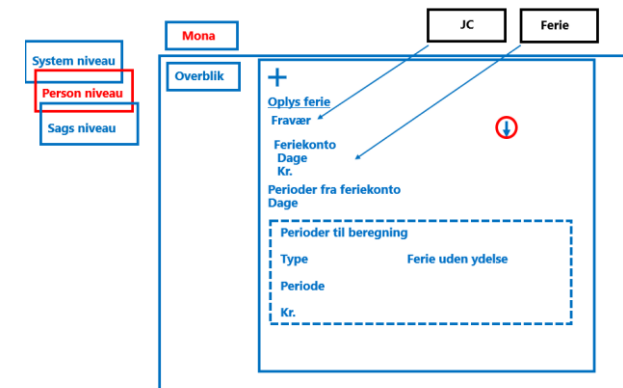 JC
Ferie
Mona
System niveau
Person niveau
Sags niveau
Overblik
Oplys ferie
Fravær
Feriekonto
Dage
Kr.
Perioder fra feriekonto
Dage
Perioder til beregning
Type Ferie uden ydelse
Periode
Kr.